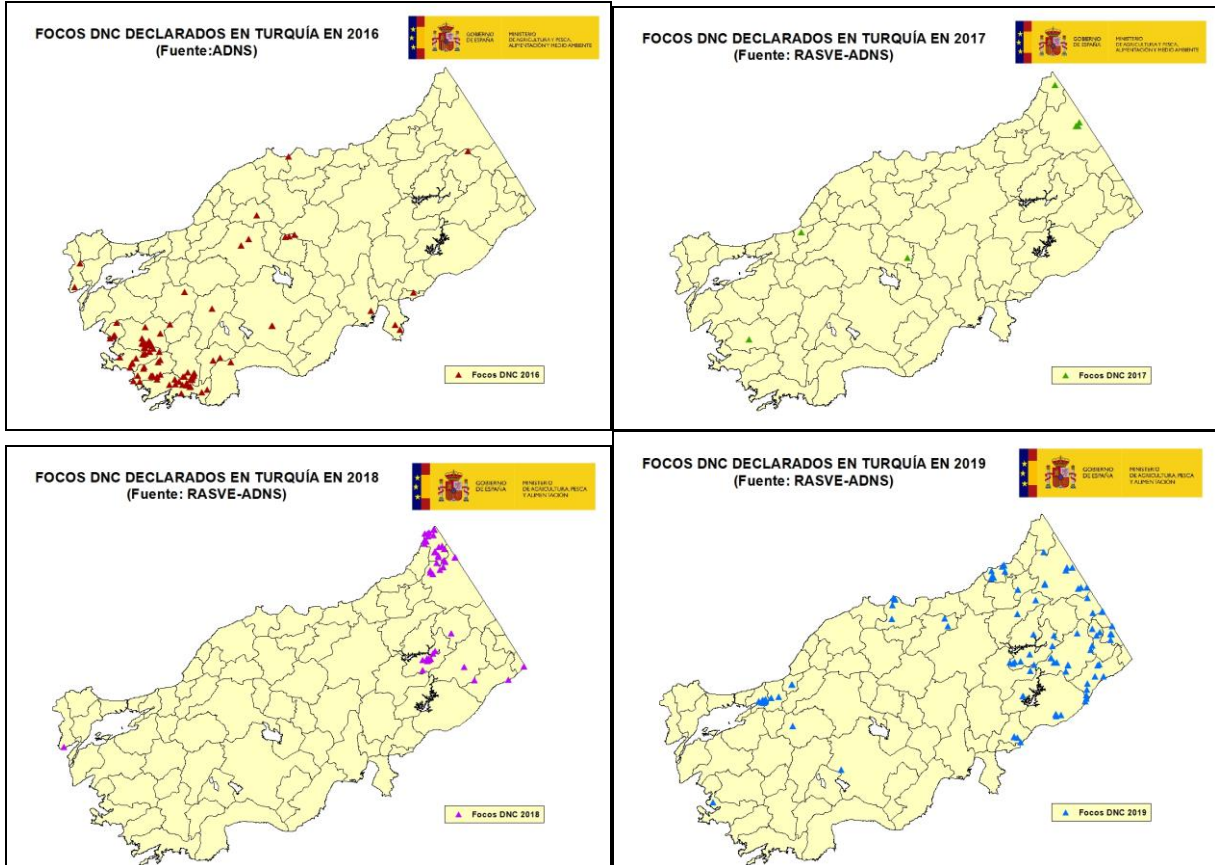 FOCOS DNC DECLARADOS EN TURQUÍA EN 2016
(Fuente:ADNS)
GOBIERNO
DE ESPAÑA
MINISTERIO
DE AGRICULTURA Y PESCA,
ALIMENTACIÓN Y MEDIO AMBIENTE
Focos DNC 2016
FOCOS DNC DECLARADOS EN TURQUÍA EN 2017
(Fuente: RASVE-ADNS)
GOBIERNO
DE ESPAÑA
MINISTERIO
DE AGRICULTURA Y PESCA,
ALIMENTACIÓN Y MEDIO AMBIENTE
Focos DNC 2017
FOCOS DNC DECLARADOS EN TURQUÍA EN 2018
(Fuente: RASVE-ADNS)
GOBIERNO
DE ESPAÑA
MINISTERIO
DE AGRICULTURA, PESCA
Y ALIMENTACIÓN
Focos DNC 2018
FOCOS DNC DECLARADOS EN TURQUÍA EN 2019
(Fuente: RASVE-ADNS)
GOBIERNO
DE ESPAÑA
MINISTERIO
DE AGRICULTURA, PESCA
Y ALIMENTACIÓN
Focos DNC 2019